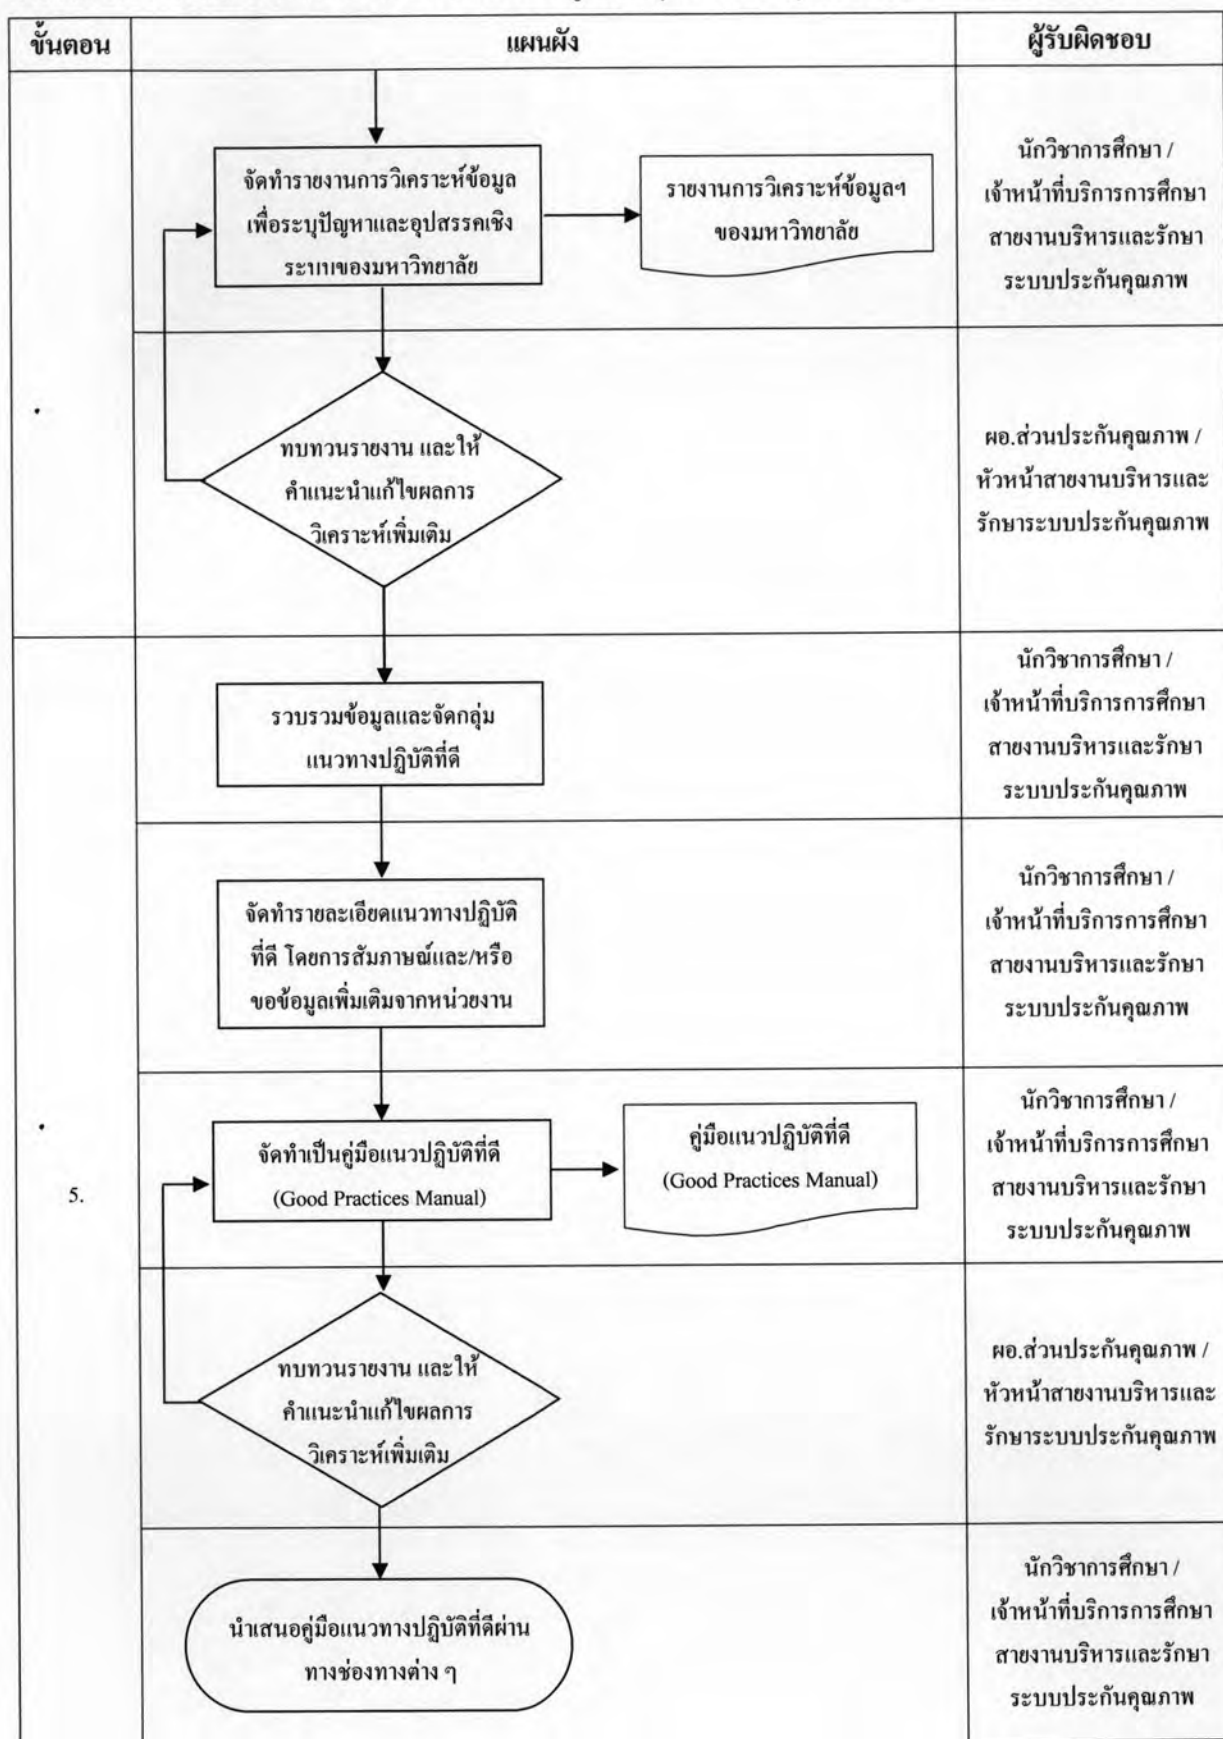 ขั้นตอน
แผนผัง
ผู้รับผิดชอบ
จัดทำรายงานการวิเคราะห์ข้อมูล
เพื่อระบุปัญหาและอุปสรรคเชิง
ระบบของมหาวิทยาลัย
รายงานการวิเคราะห์ข้อมูลฯ
ของมหาวิทยาลัย
นักวิชาการศึกษา /
เจ้าหน้าที่บริการการศึกษา
สายงานบริหารและรักษา
ระบบประกันคุณภาพ
ทบทวนรายงาน และให้
คำแนะนำแก้ไขผลการ
วิเคราะห์เพิ่มเติม
ผอ.ส่วนประกันคุณภาพ /
หัวหน้าสายงานบริหารและ
รักษาระบบประกันคุณภาพ
รวบรวมข้อมูลและจัดกลุ่ม
แนวทางปฏิบัติที่ดี
นักวิชาการศึกษา /
เจ้าหน้าที่บริการการศึกษา
สายงานบริหารและรักษา
ระบบประกันคุณภาพ
จัดทำรายละเอียดแนวทางปฏิบัติ
ที่ดี โดยการสัมภาษณ์และ/หรือ
ขอข้อมูลเพิ่มเติมจากหน่วยงาน
นักวิชาการศึกษา /
เจ้าหน้าที่บริการการศึกษา
สายงานบริหารและรักษา
ระบบประกันคุณภาพ
5.
จัดทำเป็นคู่มือแนวปฏิบัติที่ดี
(Good Practices Manual)
คู่มือแนวปฏิบัติที่ดี
(Good Practices Manual)
นักวิชาการศึกษา /
เจ้าหน้าที่บริการการศึกษา
สายงานบริหารและรักษา
ระบบประกันคุณภาพ
ทบทวนรายงาน และให้
คำแนะนำแก้ไขผลการ
วิเคราะห์เพิ่มเติม
ผอ.ส่วนประกันคุณภาพ /
หัวหน้าสายงานบริหารและ
รักษาระบบประกันคุณภาพ
นำเสนอคู่มือแนวทางปฏิบัติที่ดีผ่าน
ทางช่องทางต่าง ๆ
นักวิชาการศึกษา /
เจ้าหน้าที่บริการการศึกษา
สายงานบริหารและรักษา
ระบบประกันคุณภาพ